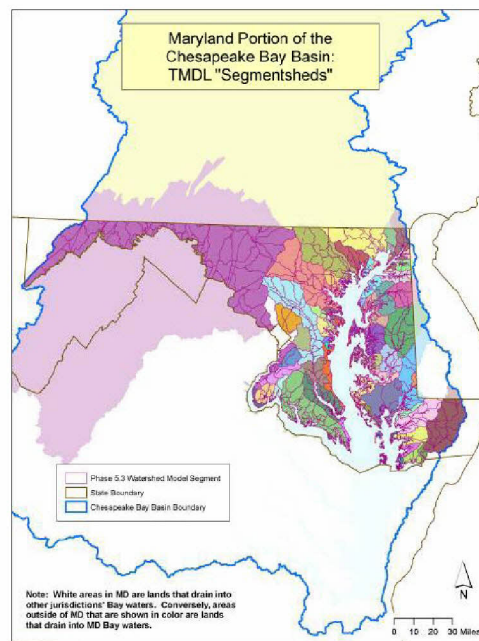 Maryland Portion of the
Chesapeake Bay Basin:
TMDL "Segmentsheds"
Phase 5.3 Watershed Model Segment
State Boundary
Chesapeake Bay Basin Boundary
Note: White areas in MD are lands that drain into
other jurisdictions' Bay waters. Conversely, areas
outside of MD that are shown in color are lands
that drain into MD Bay waters.
N
0 10 20 30 Miles